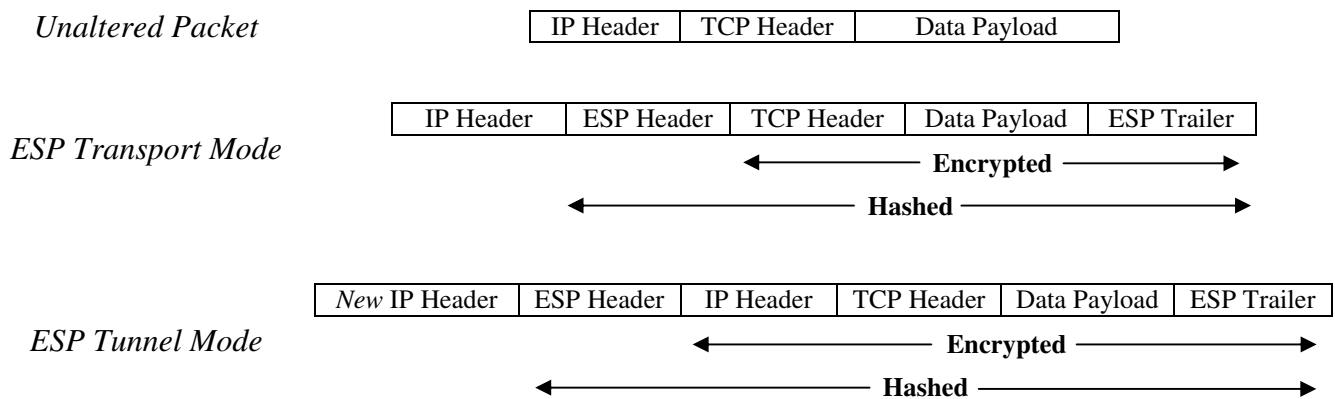 Unaltered Packet
IP Header TCP Header Data Payload
ESP Transport Mode
IP Header ESP Header TCP Header Data Payload ESP Trailer
Encrypted
Hashed
ESP Tunnel Mode
New IP Header ESP Header IP Header TCP Header Data Payload ESP Trailer
Encrypted
Hashed